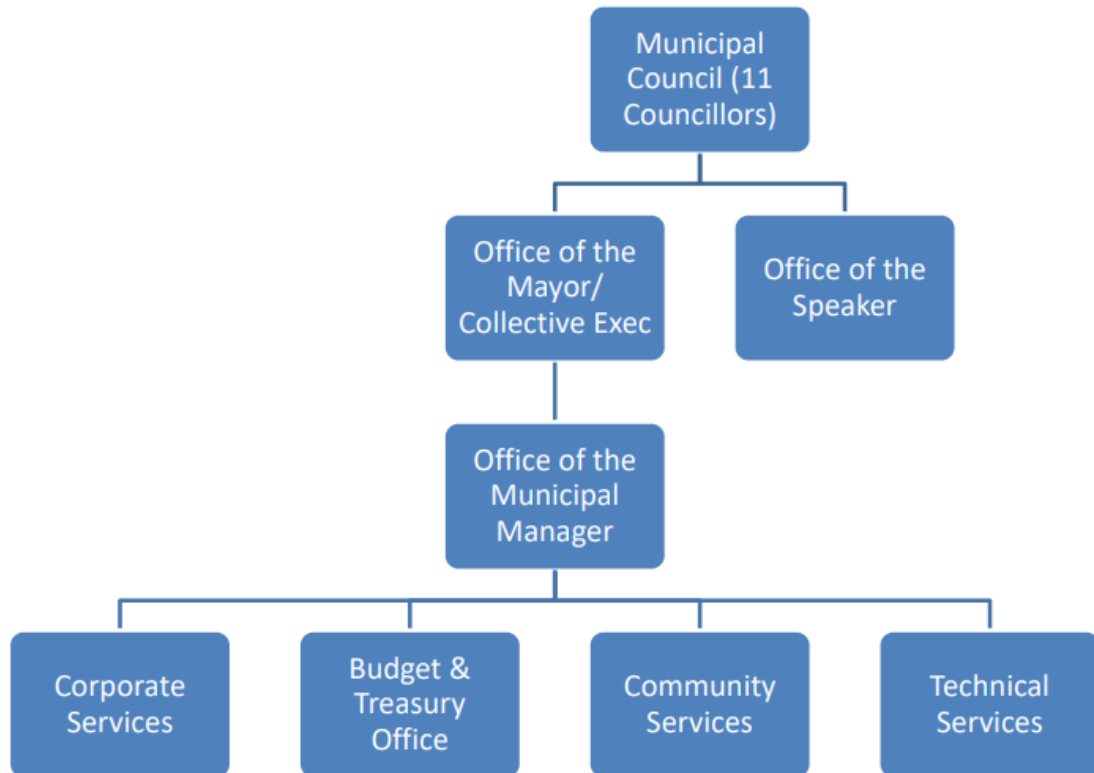 Municipal
Council (11
Councillors)
Office of the
Mayor/
Collective Exec
Office of the
Speaker
Office of the
Municipal
Manager
Corporate
Services
Budget &
Treasury
Office
Community
Services
Technical
Services